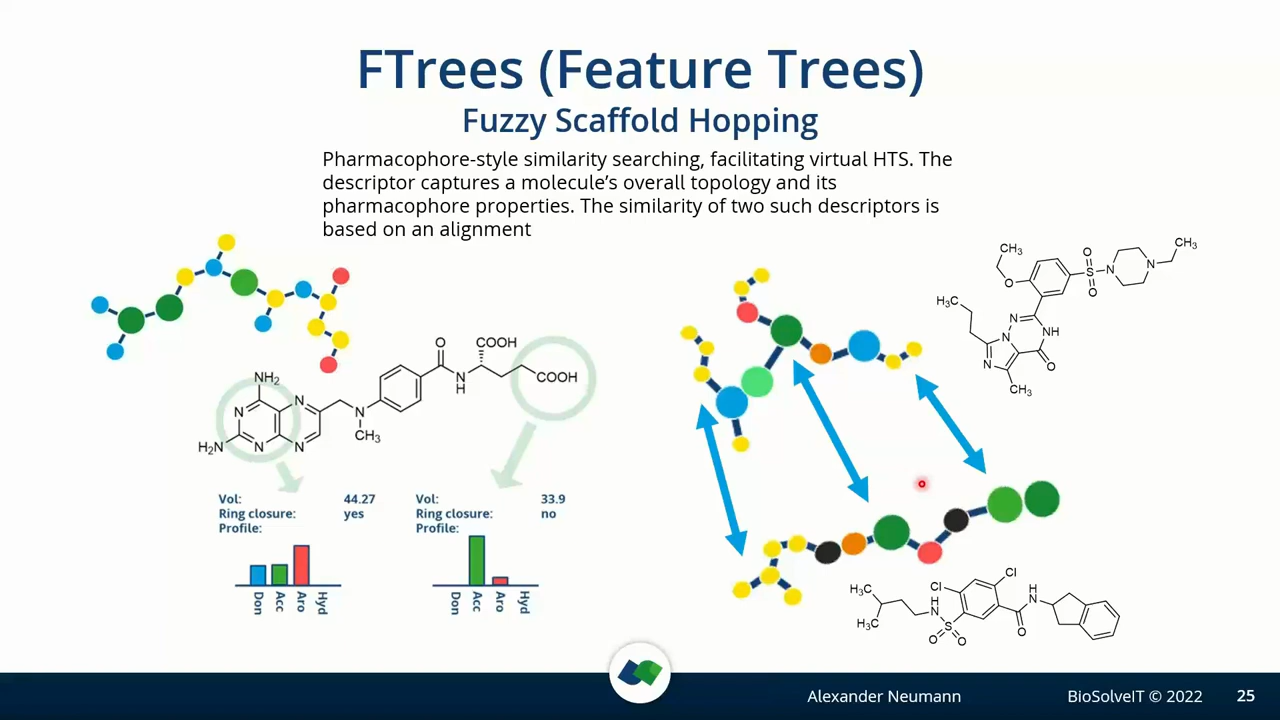 FTrees (Feature Trees)
Fuzzy Scaffold Hopping
Pharmacophore-style similarity searching, facilitating virtual HTS. The
descriptor captures a molecule's overall topology and its
pharmacophore properties. The similarity of two such descriptors is
based on an alignment
NH₂
N
N
H₂N
N
N
N
CH₃
O
N
H
COOH
COOH
Vol: 44.27
Ring closure: yes
Profile:
Don Acc Aro Hyd
Vol: 33.9
Ring closure: no
Profile:
Don Acc Aro Hyd
CH₃
O
O
S
O
N
N
CH₃
H₃C
N
N
NH
N
O
CH₃
H₃C
H₃C
H
N
S
O
O
Cl
Cl
O
H
N
Alexander Neumann
BioSolveIT © 2022
25